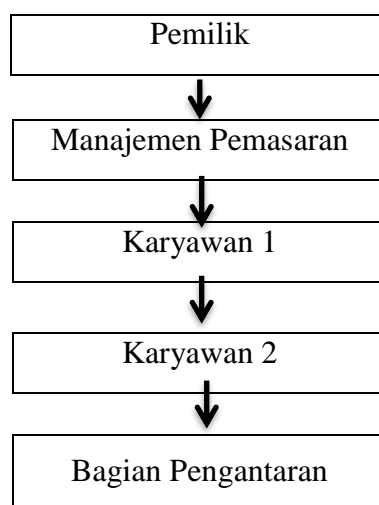 Pemilik
Manajemen Pemasaran
Karyawan 1
Karyawan 2
Bagian Pengantaran